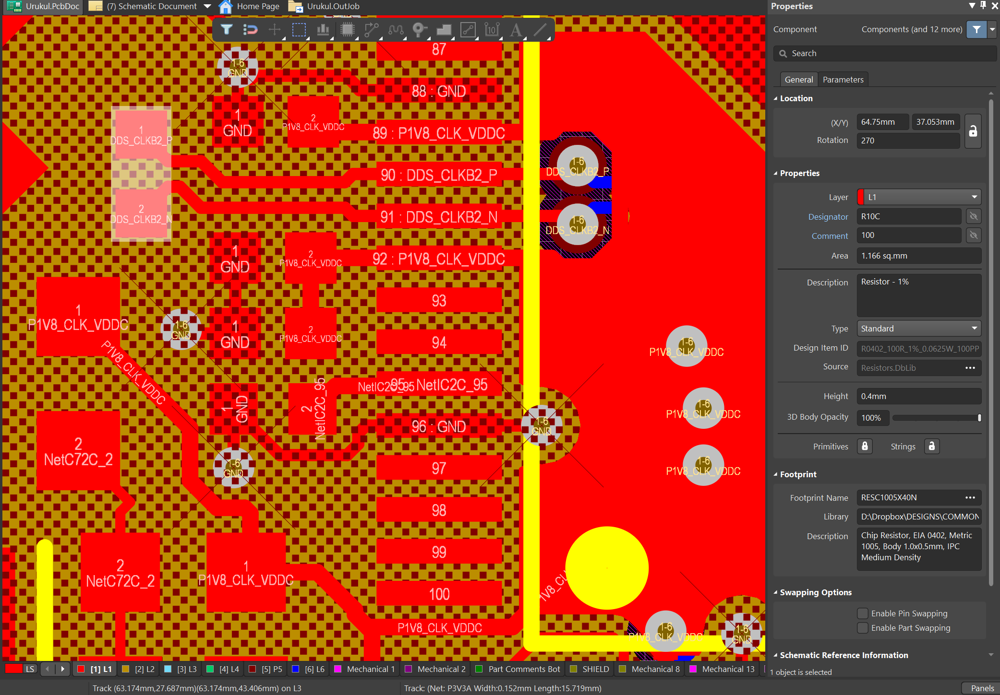 Urukul.PcbDoc
(7) Schematic Document
Home Page
Urukul.OutJob
10
A
1-6
GND
87
88 : GND
1
DDS_CLKB2_P
1
GND
2
P1V8_CLK_VDDC
89 : P1V8_CLK_VDDC
90 : DDS_CLKB2_P
1-6
DDS_CLKB2_P
2
DDS_CLKB2_N
91 : DDS_CLKB2_N
1-6
DDS_CLKB2_N
1
GND
2
P1V8_CLK_VDDC
92 : P1V8_CLK_VDDC
93
1
P1V8_CLK_VDDC
1-6
GND
1
GND
2
P1V8_CLK_VDDC
94
1-6
P1V8_CLK_VDDC
P1V8_CLK_VDDC
1
GND
2
NetIC2C_95
NetIC2C_95
95 : NetIC2C_95
1-6
P1V8_CLK_VDDC
96 : GND
1-6
GND
2
NetC72C_2
1-6
GND
97
1-6
P1V8_CLK_VDDC
98
99
2
NetC72C_2
1
P1V8_CLK_VDDC
100
P1V8_CLK_VDDC
1-6
P1V8_CLK_VDDC
1-6
GND
LS
[1] L1
[2] L2
[3] L3
[4] L4
[5] P5
[6] L6
Mechanical 1
Mechanical 2
Part Comments Bot
SHIELD
Mechanical 8
Mechanical 13
Track (63.174mm,27.687mm)(63.174mm,43.406mm) on L3
Track: (Net: P3V3A Width:0.152mm Length:15.719mm)
Properties
Component
Components (and 12 more)
Search
General
Parameters
Location
(X/Y)
64.75mm
37.053mm
Rotation
270
Properties
Layer
L1
Designator
R10C
Comment
100
Area
1.166 sq.mm
Description
Resistor - 1%
Type
Standard
Design Item ID
R0402_100R_1%_0.0625W_100PP
Source
Resistors.DbLib
Height
0.4mm
3D Body Opacity
100%
Primitives
Strings
Footprint
Footprint Name
RESC1005X40N
Library
D:\Dropbox\DESIGNS\COMMON
Description
Chip Resistor, EIA 0402, Metric
1005, Body 1.0x0.5mm, IPC
Medium Density
Swapping Options
Enable Pin Swapping
Enable Part Swapping
Schematic Reference Information
1 object is selected
Panels